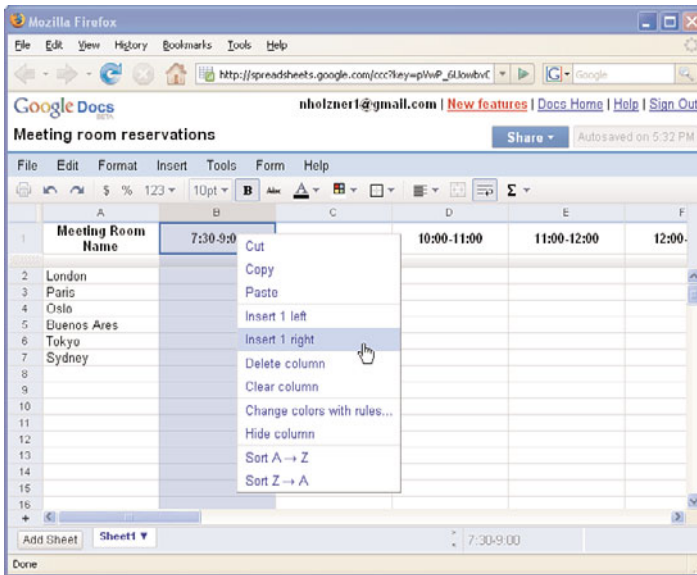 Mozilla Firefox
File Edit View History Bookmarks Tools Help
http://spreadsheets.google.com/ccc?key=pVwP_6UowbvC Google
Google Docs BETA nholzner1@gmail.com | New features | Docs Home | Help | Sign Out
Meeting room reservations Share Autosaved on 5:32 PM
File Edit Format Insert Tools Form Help
$ % 123 10pt B Abc A Σ
A B C D E F
1 Meeting Room Name 7:30-9:0 10:00-11:00 11:00-12:00 12:00-
Cut
Copy
Paste
Insert 1 left
Insert 1 right
Delete column
Clear column
Change colors with rules...
Hide column
Sort A → Z
Sort Z → A
2 London
3 Paris
4 Oslo
5 Buenos Ares
6 Tokyo
7 Sydney
8
9
10
11
12
13
14
15
16
Add Sheet Sheet1 7:30-9:00
Done